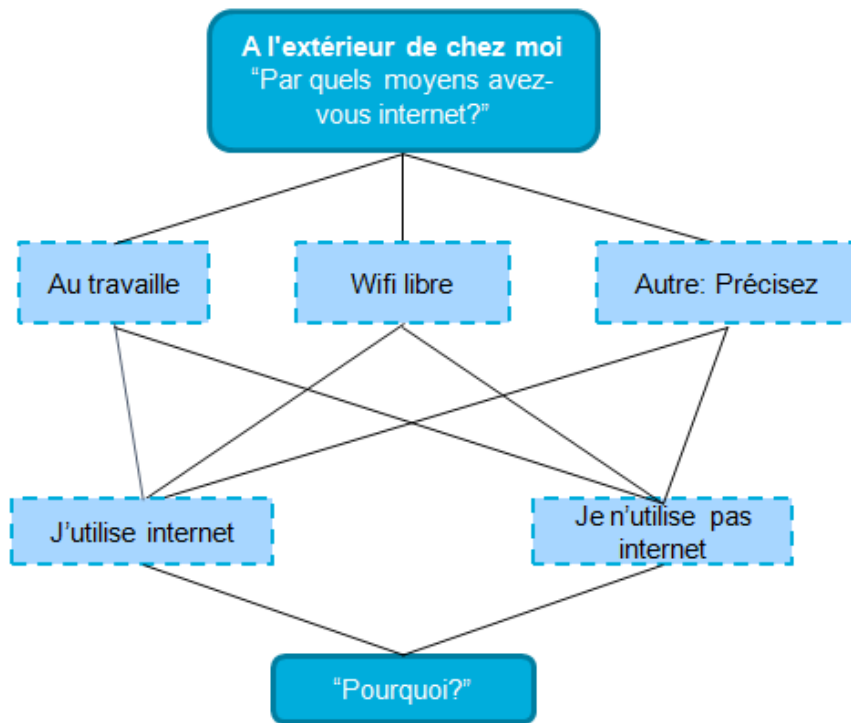 A l'extérieur de chez moi
“Par quels moyens avez-
vous internet?”
Au travaille
Wifi libre
Autre: Précisez
J’utilise internet
Je n’utilise pas
internet
“Pourquoi?”